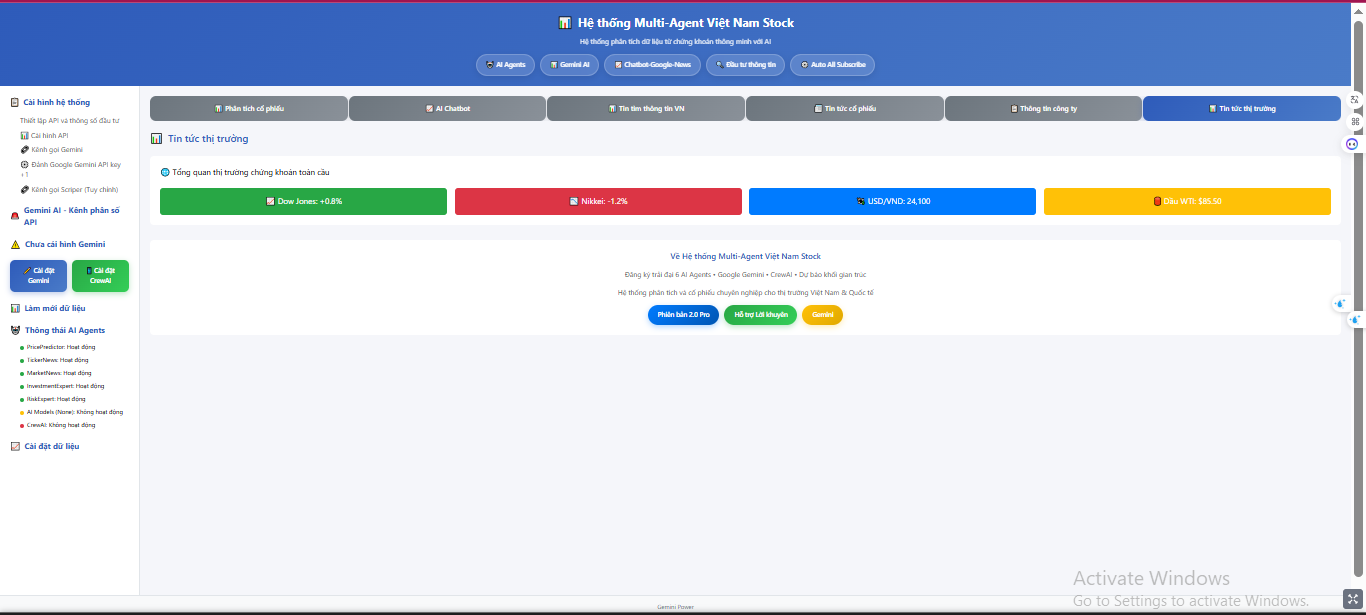 Hệ thống Multi-Agent Việt Nam Stock
Hệ thống phân tích dữ liệu từ chứng khoán thông minh với AI
AI Agents
Gemini AI
Chatbot-Google-News
Đầu tư thông tin
Auto All Subscribe
Cài hình hệ thống
Thiết lập API và thông số đầu tư
Cài hình API
Kênh gọi Gemini
Đánh Google Gemini API key
+1
Kênh gọi Scriper (Tùy chỉnh)
Gemini AI - Kênh phân số
API
Chưa cài hình Gemini
Cài đặt
Gemini
Cài đặt
CrewAI
Làm mới dữ liệu
Thông thái AI Agents
PricePredictor: Hoạt động
TickerNews: Hoạt động
MarketNews: Hoạt động
InvestmentExpert: Hoạt động
RiskExpert: Hoạt động
AI Models (None): Không hoạt động
CrewAI: Không hoạt động
Cài đặt dữ liệu
Phân tích cổ phiếu
AI Chatbot
Tin tìm thông tin VN
Tin tức cổ phiếu
Thông tin công ty
Tin tức thị trường
Tin tức thị trường
Tổng quan thị trường chứng khoán toàn cầu
Dow Jones: +0.8%
Nikkei: -1.2%
USD/VND: 24,100
Dầu WTI: $85.50
Về Hệ thống Multi-Agent Việt Nam Stock
Đăng ký trải đại 6 AI Agents • Google Gemini • CrewAI • Dự báo khối gian trúc
Hệ thống phân tích và cổ phiếu chuyên nghiệp cho thị trường Việt Nam & Quốc tế
Phiên bản 2.0 Pro
Hỗ trợ Lời khuyên
Gemini
Activate Windows
Go to Settings to activate Windows.
Gemini Power